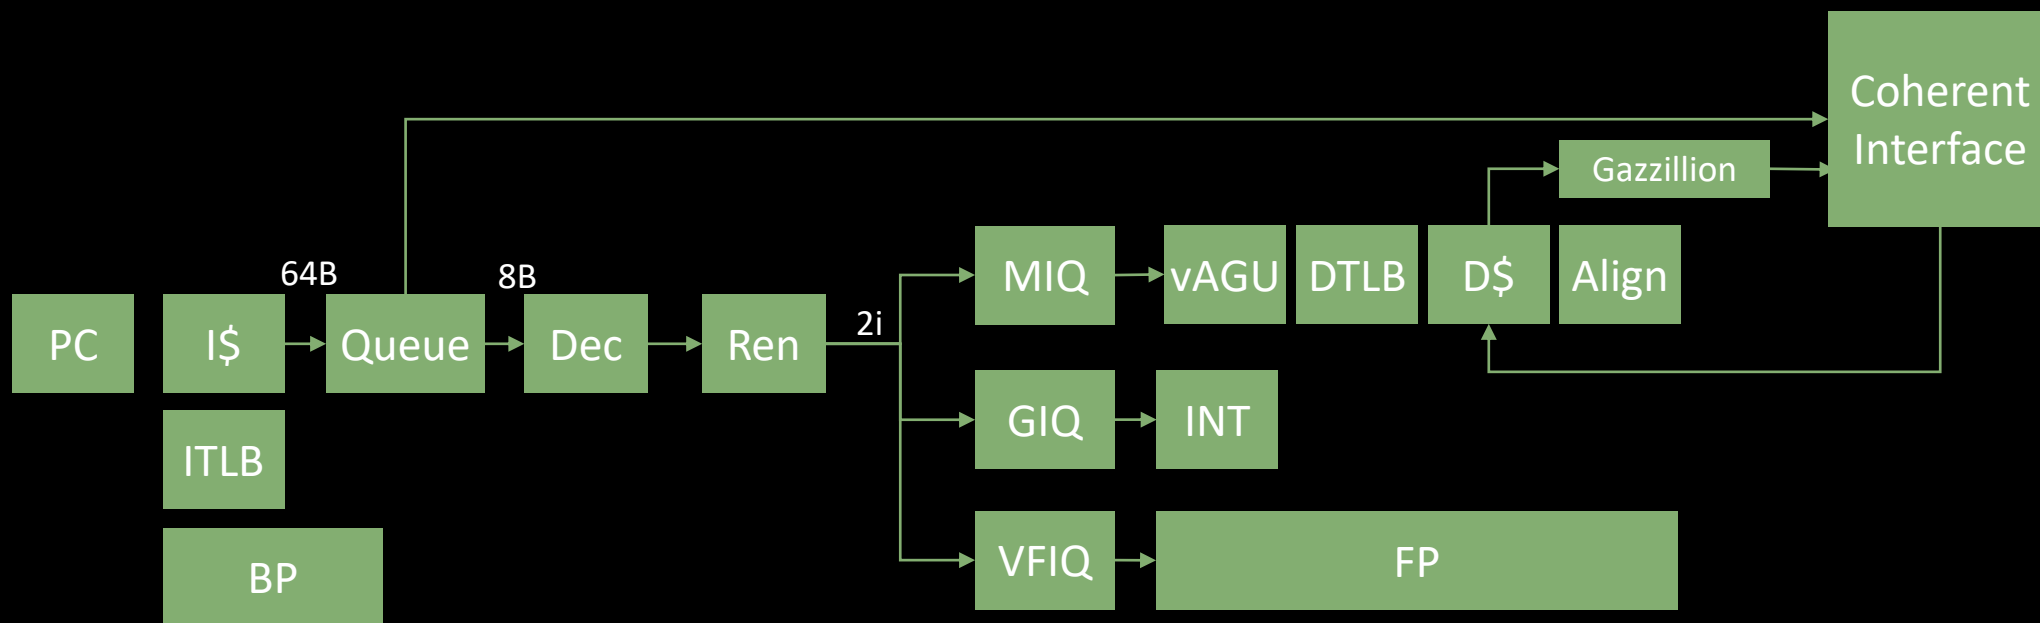 Coherent
Interface
Gazzillion
64B
8B
MIQ
vAGU
DTLB
D$
Align
PC
I$
Queue
Dec
Ren
2i
GIQ
INT
ITLB
VFIQ
FP
BP